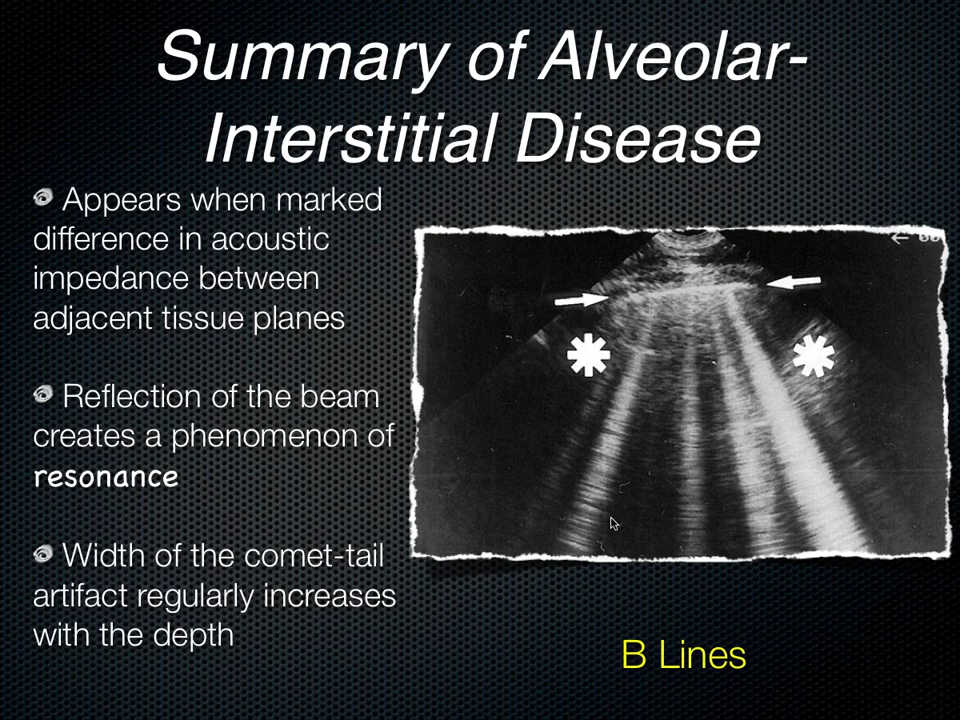 Summary of Alveolar-
Interstitial Disease
Appears when marked
difference in acoustic
impedance between
adjacent tissue planes
Reflection of the beam
creates a phenomenon of
resonance
Width of the comet-tail
artifact regularly increases
with the depth
B Lines